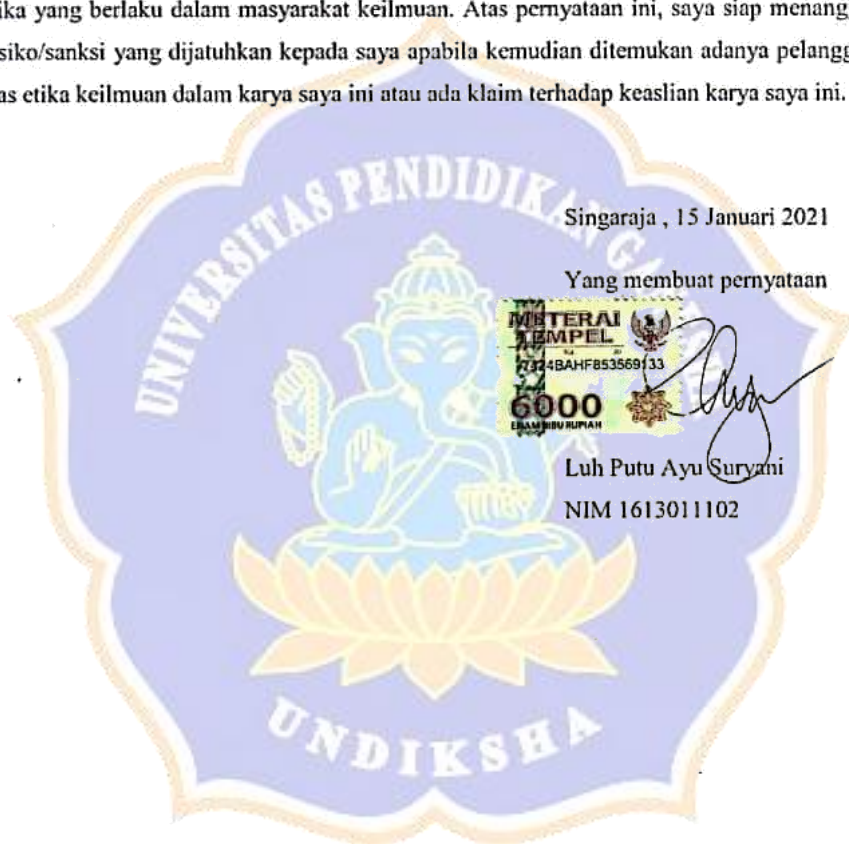 ika yang berlaku dalam masyarakat keilmuan. Atas pernyataan ini, saya siap menangg
siko/sanksi yang dijatuhkan kepada saya apabila kemudian ditemukan adanya pelangg
as etika keilmuan dalam karya saya ini atau ada klaim terhadap keaslian karya saya ini.
UNIVERSITAS PENDIDIKAN GA
Singaraja , 15 Januari 2021
Yang membuat pernyataan
METERAI
TEMPEL
BAHF853569133
6000
ENAM RIBU RUPIAH
Luh Putu Ayu Suryani
NIM 1613011102
UNDIKSHA